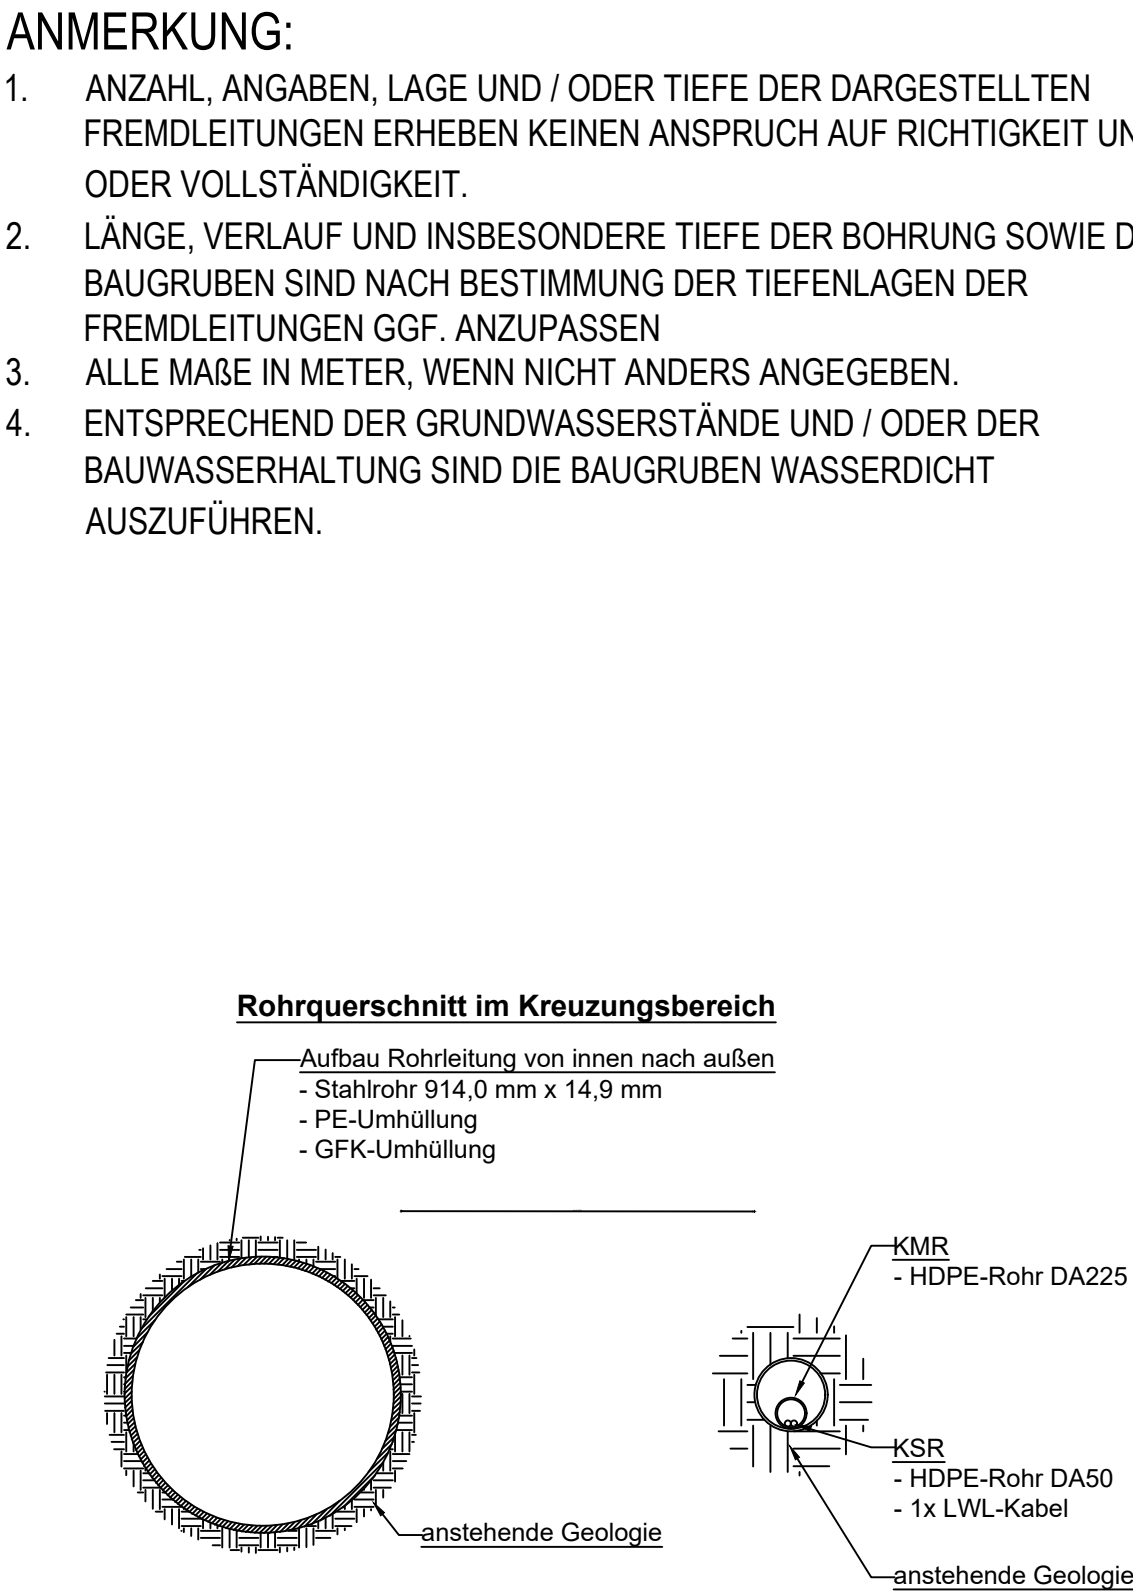 ANMERKUNG:
1. ANZAHL, ANGABEN, LAGE UND / ODER TIEFE DER DARGESTELLTEN
FREMDLEITUNGEN ERHEBEN KEINEN ANSPRUCH AUF RICHTIGKEIT
ODER VOLLSTÄNDIGKEIT.
2. LÄNGE, VERLAUF UND INSBESONDERE TIEFE DER BOHRUNG SOWIE
BAUGRUBEN SIND NACH BESTIMMUNG DER TIEFENLAGEN DER
FREMDLEITUNGEN GGF. ANZUPASSEN
3. ALLE MAßE IN METER, WENN NICHT ANDERS ANGEGEBEN.
4. ENTSPRECHEND DER GRUNDWASSERSTÄNDE UND / ODER DER
BAUWASSERHALTUNG SIND DIE BAUGRUBEN WASSERDICHT
AUSZUFÜHREN.
Rohrquerschnitt im Kreuzungsbereich
Aufbau Rohrleitung von innen nach außen
- Stahlrohr 914,0 mm x 14,9 mm
- PE-Umhüllung
- GFK-Umhüllung
KMR
- HDPE-Rohr DA225
KSR
- HDPE-Rohr DA50
- 1x LWL-Kabel
anstehende Geologie
anstehende Geologie